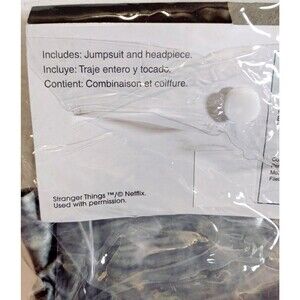 Includes: Jumpsuit and headpiece.
Incluye: Traje entero y tocado.
Contient: Combinaison et coiffure.
Stranger Things ™/© Netflix.
Used with permission.